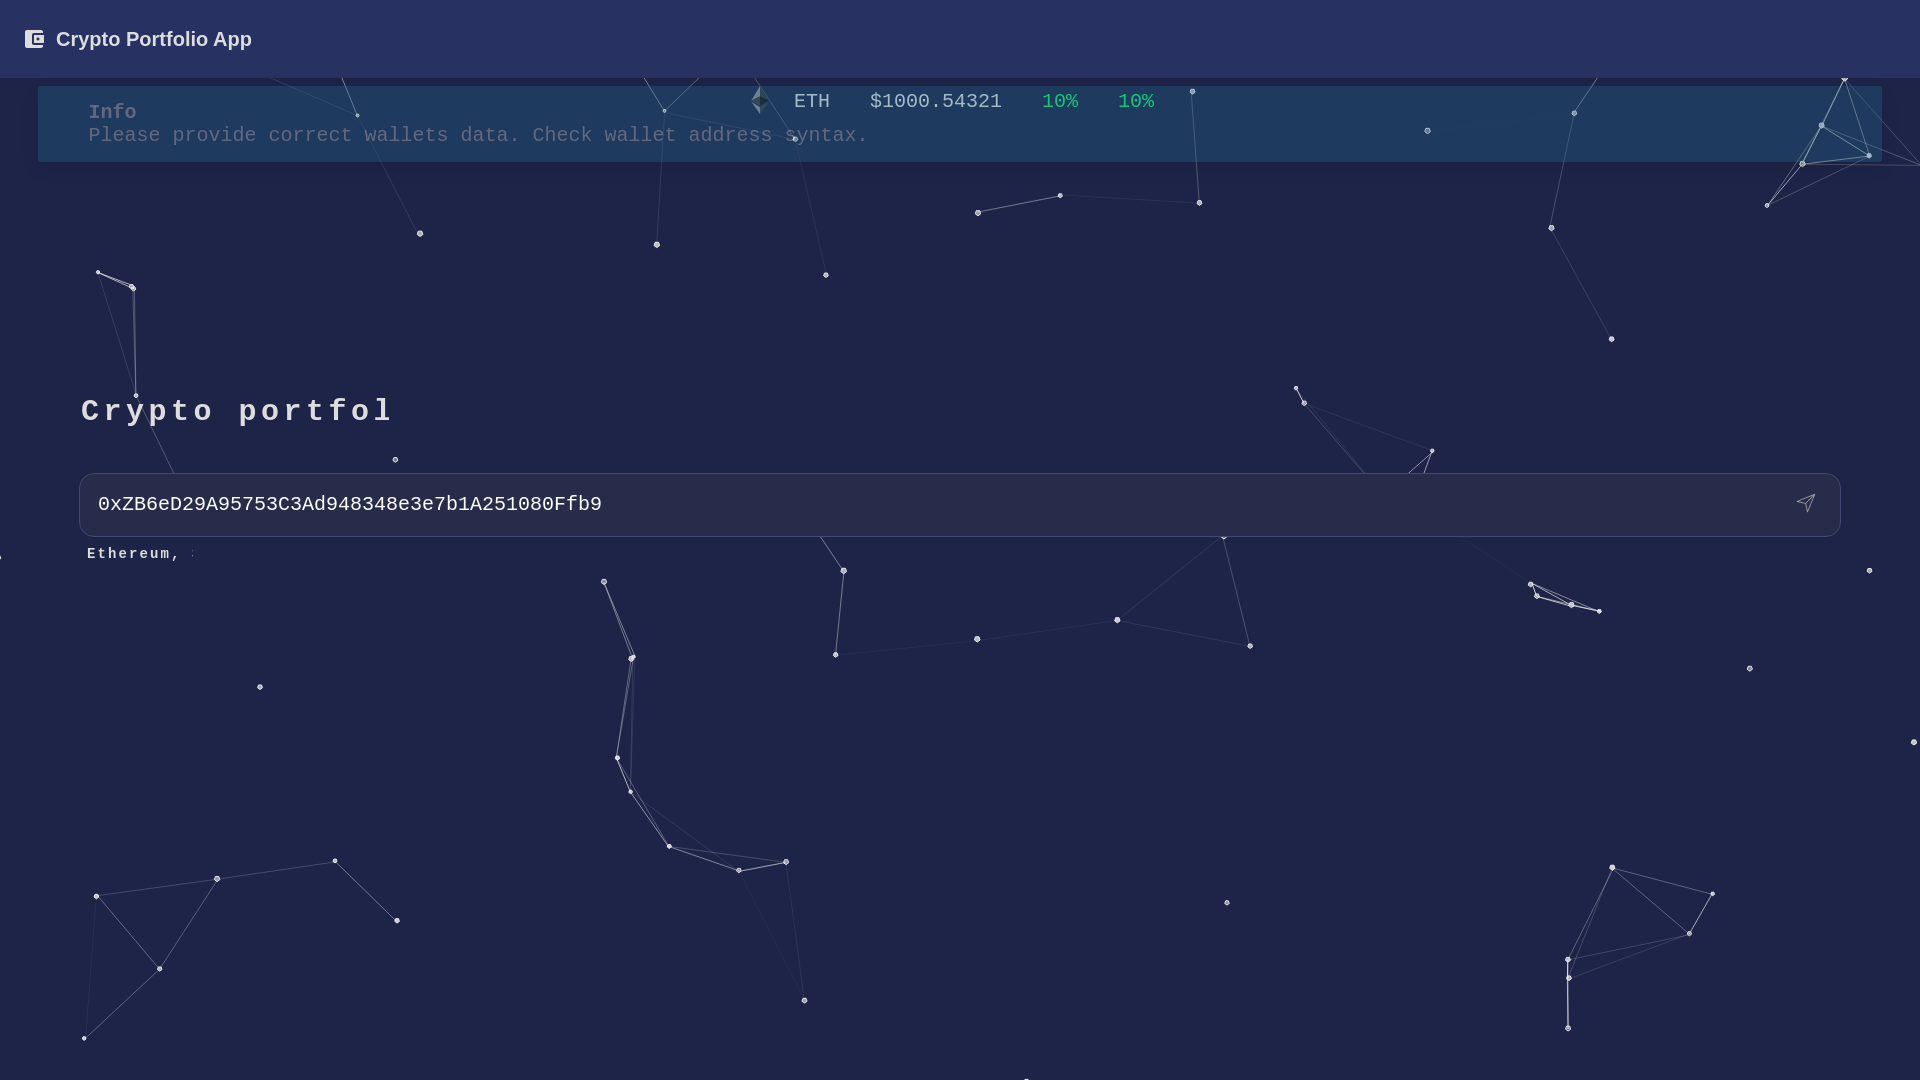 Crypto Portfolio App
ETH $1000.54321 10% 10%
Info
Please provide correct wallets data. Check wallet address syntax.
Crypto portfol
0xZB6eD29A95753C3Ad948348e3e7b1A251080Ffb9
Ethereum,